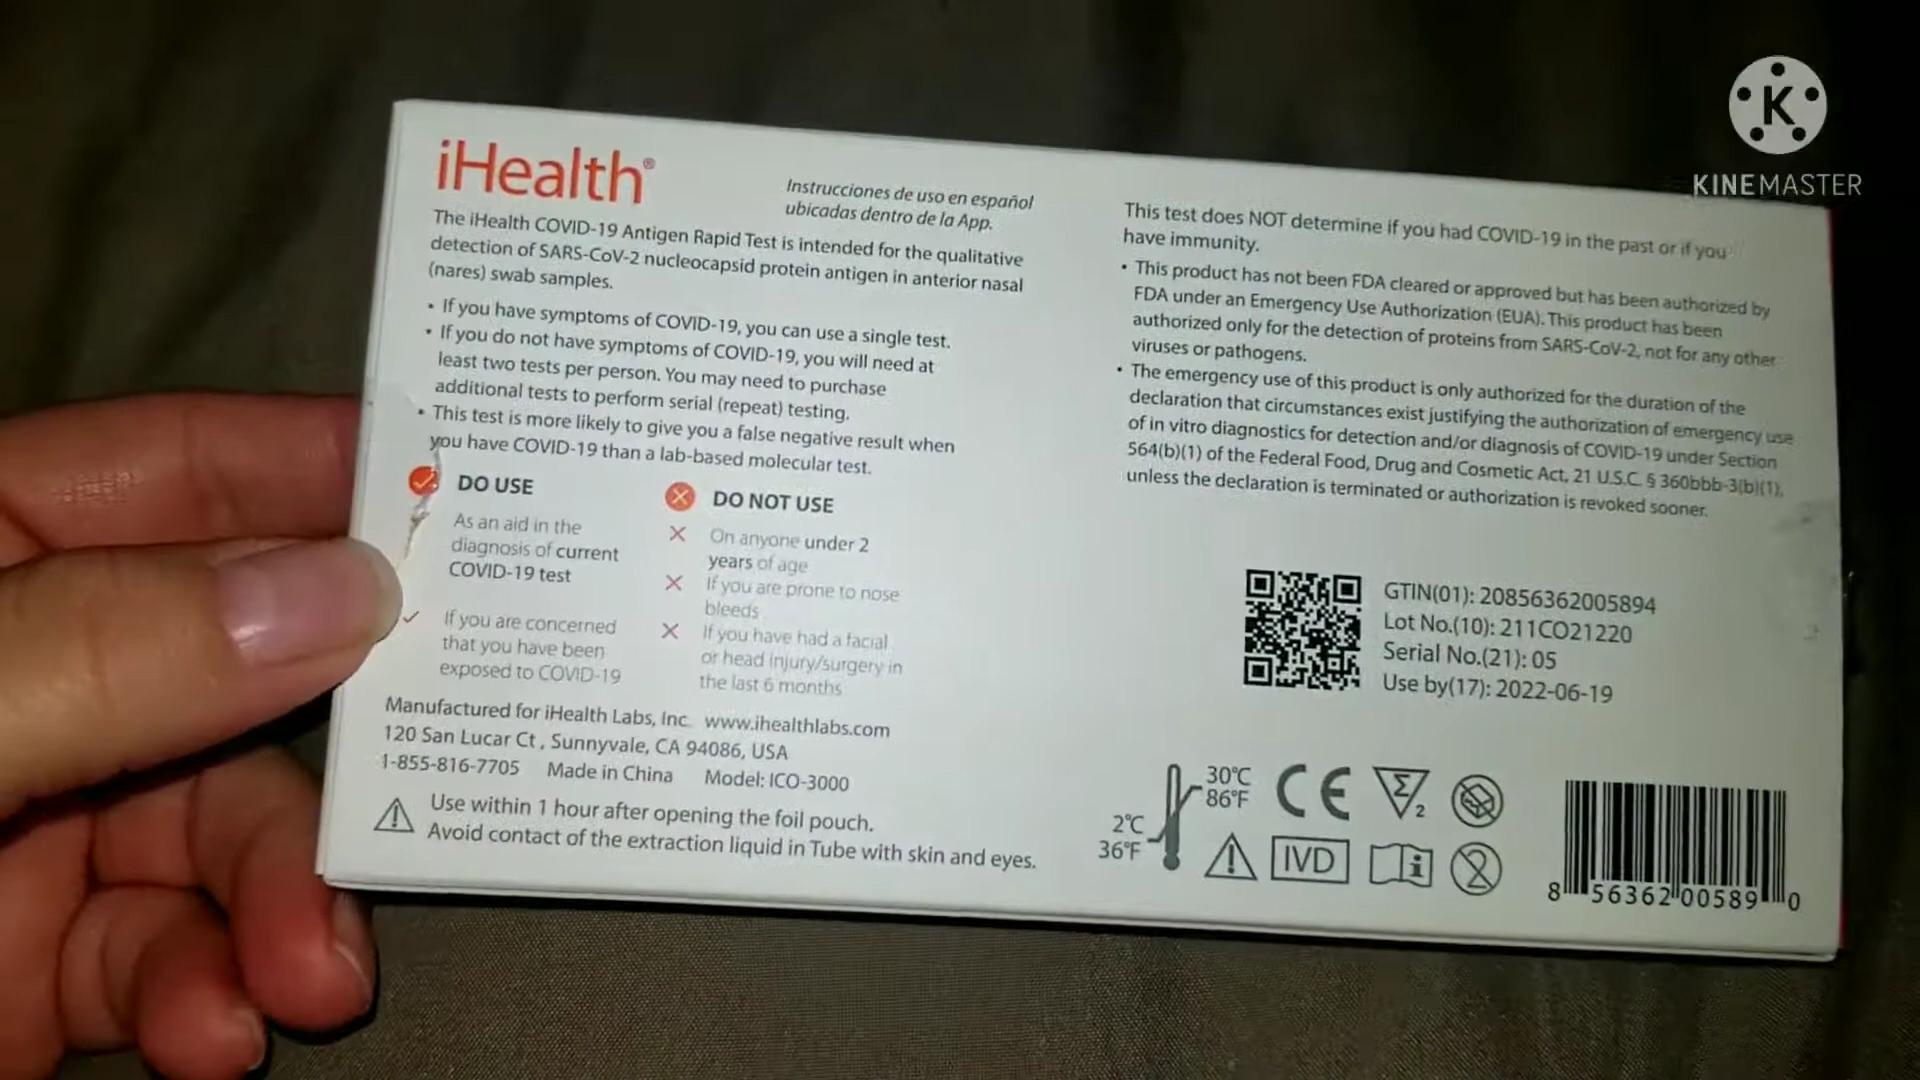 iHealth®
Instrucciones de uso en español
ubicadas dentro de la App.
The iHealth COVID-19 Antigen Rapid Test is intended for the qualitative
detection of SARS-CoV-2 nucleocapsid protein antigen in anterior nasal
(nares) swab samples.
• If you have symptoms of COVID-19, you can use a single test.
• If you do not have symptoms of COVID-19, you will need at
least two tests per person. You may need to purchase
additional tests to perform serial (repeat) testing.
• This test is more likely to give you a false negative result when
you have COVID-19 than a lab-based molecular test.
DO USE
As an aid in the
diagnosis of current
COVID-19 test
If you are concerned
that you have been
exposed to COVID-19
DO NOT USE
On anyone under 2
years of age
If you are prone to nose
bleeds
If you have had a facial
or head injury/surgery in
the last 6 months
Manufactured for iHealth Labs, Inc. www.ihealthlabs.com
120 San Lucar Ct , Sunnyvale, CA 94086, USA
1-855-816-7705 Made in China Model: ICO-3000
Use within 1 hour after opening the foil pouch.
Avoid contact of the extraction liquid in Tube with skin and eyes.
This test does NOT determine if you had COVID-19 in the past or if you
have immunity.
• This product has not been FDA cleared or approved but has been authorized by
FDA under an Emergency Use Authorization (EUA). This product has been
authorized only for the detection of proteins from SARS-CoV-2, not for any other
viruses or pathogens.
• The emergency use of this product is only authorized for the duration of the
declaration that circumstances exist justifying the authorization of emergency use
of in vitro diagnostics for detection and/or diagnosis of COVID-19 under Section
564(b)(1) of the Federal Food, Drug and Cosmetic Act, 21 U.S.C. § 360bbb-3(b)(1),
unless the declaration is terminated or authorization is revoked sooner.
GTIN(01): 20856362005894
Lot No.(10): 211CO21220
Serial No.(21): 05
Use by(17): 2022-06-19
30℃
86℉
2℃
36℉
CE
Σ
2
IVD
i
2
8 56362 00589 0
K
KINEMASTER